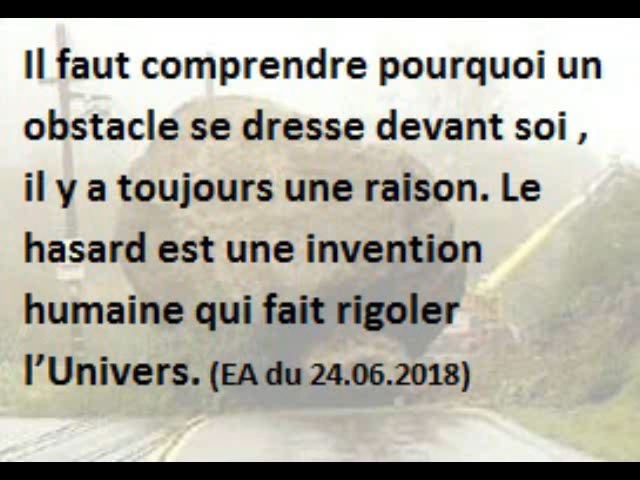 Il faut comprendre pourquoi un
obstacle se dresse devant soi ,
il y a toujours une raison. Le
hasard est une invention
humaine qui fait rigoler
l’Univers. (EA du 24.06.2018)